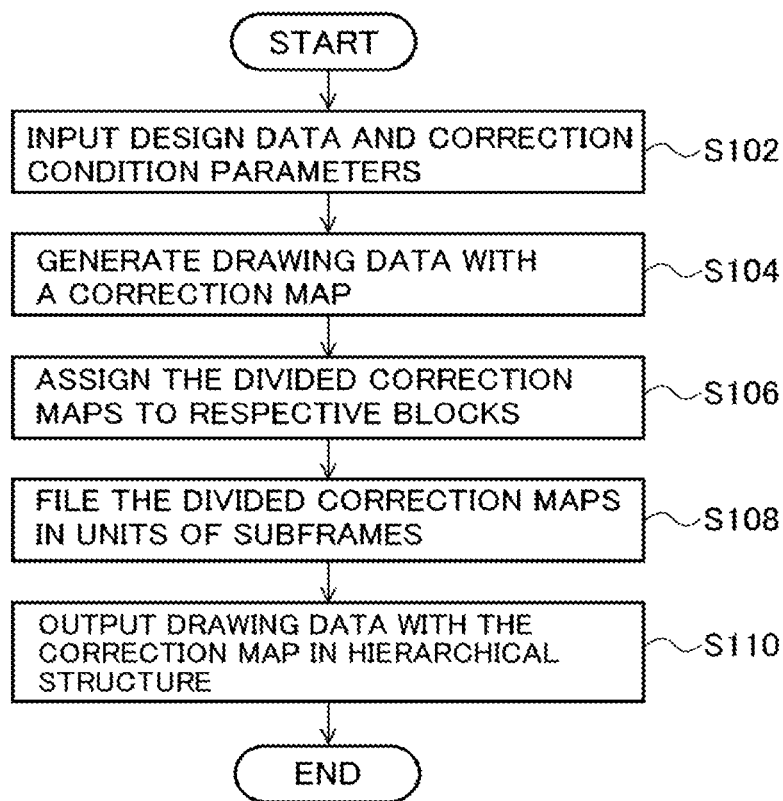 START
INPUT DESIGN DATA AND CORRECTION
CONDITION PARAMETERS
S102
GENERATE DRAWING DATA WITH
A CORRECTION MAP
S104
ASSIGN THE DIVIDED CORRECTION
MAPS TO RESPECTIVE BLOCKS
S106
FILE THE DIVIDED CORRECTION MAPS
IN UNITS OF SUBFRAMES
S108
OUTPUT DRAWING DATA WITH THE
CORRECTION MAP IN HIERARCHICAL
STRUCTURE
S110
END